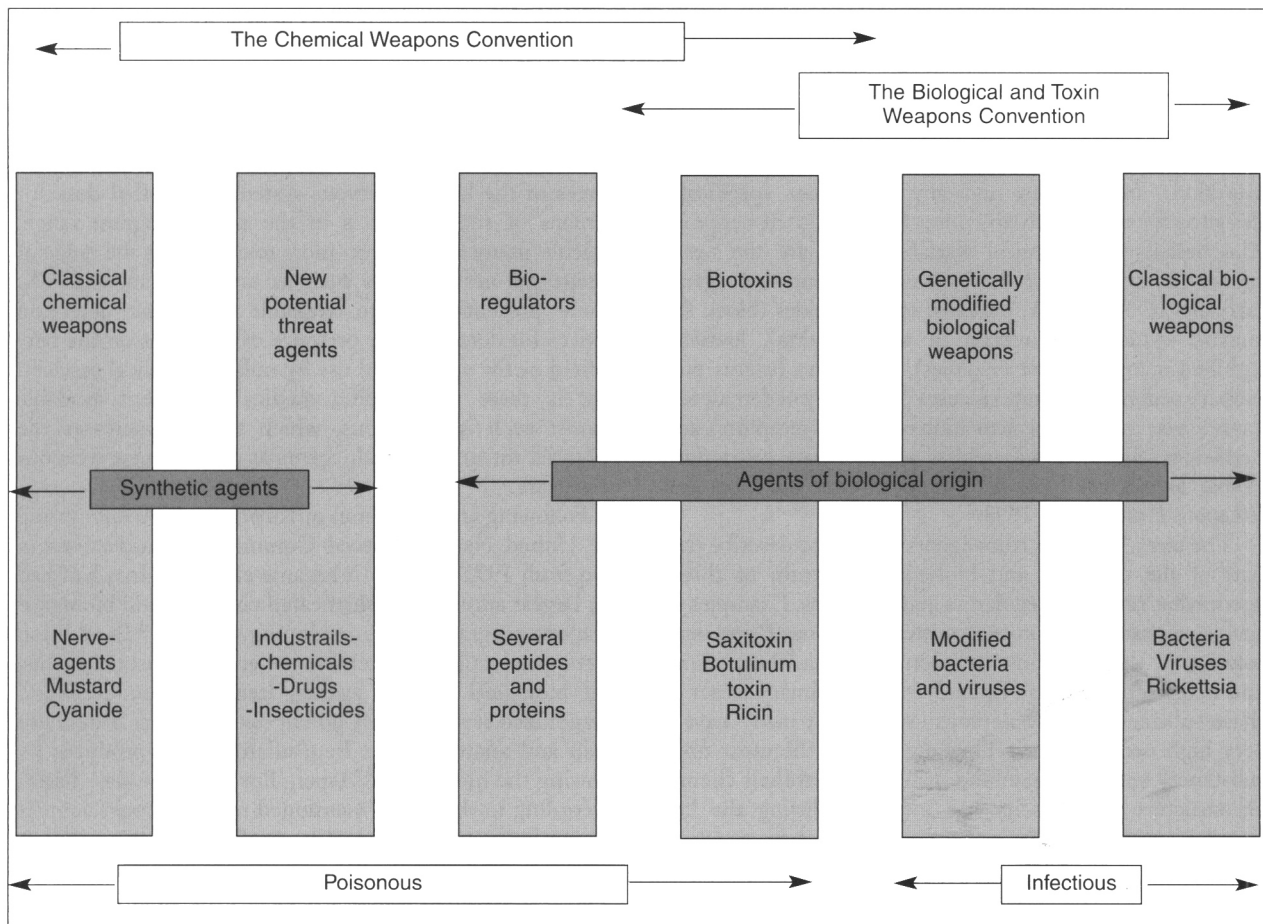 The Chemical Weapons Convention
The Biological and Toxin
Weapons Convention
Classical
chemical
weapons
New
potential
threat
agents
Bio-
regulators
Biotoxins
Genetically
modified
biological
weapons
Classical bio-
logical
weapons
Synthetic agents
Agents of biological origin
Nerve-
agents
Mustard
Cyanide
Industrails-
chemicals
-Drugs
-Insecticides
Several
peptides
and
proteins
Saxitoxin
Botulinum
toxin
Ricin
Modified
bacteria
and viruses
Bacteria
Viruses
Rickettsia
Poisonous
Infectious